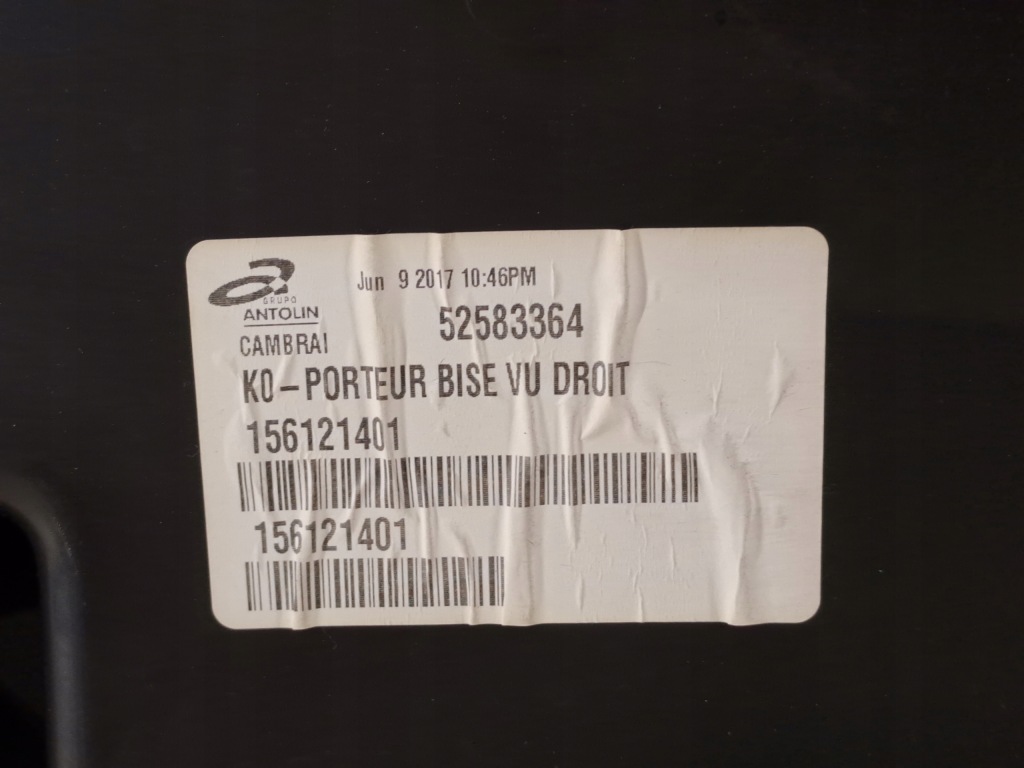 GRUPO
ANTOLIN
Jun 9 2017 10:46PM
52583364
CAMBRAI
K0-PORTEUR BISE VU DROIT
156121401
156121401